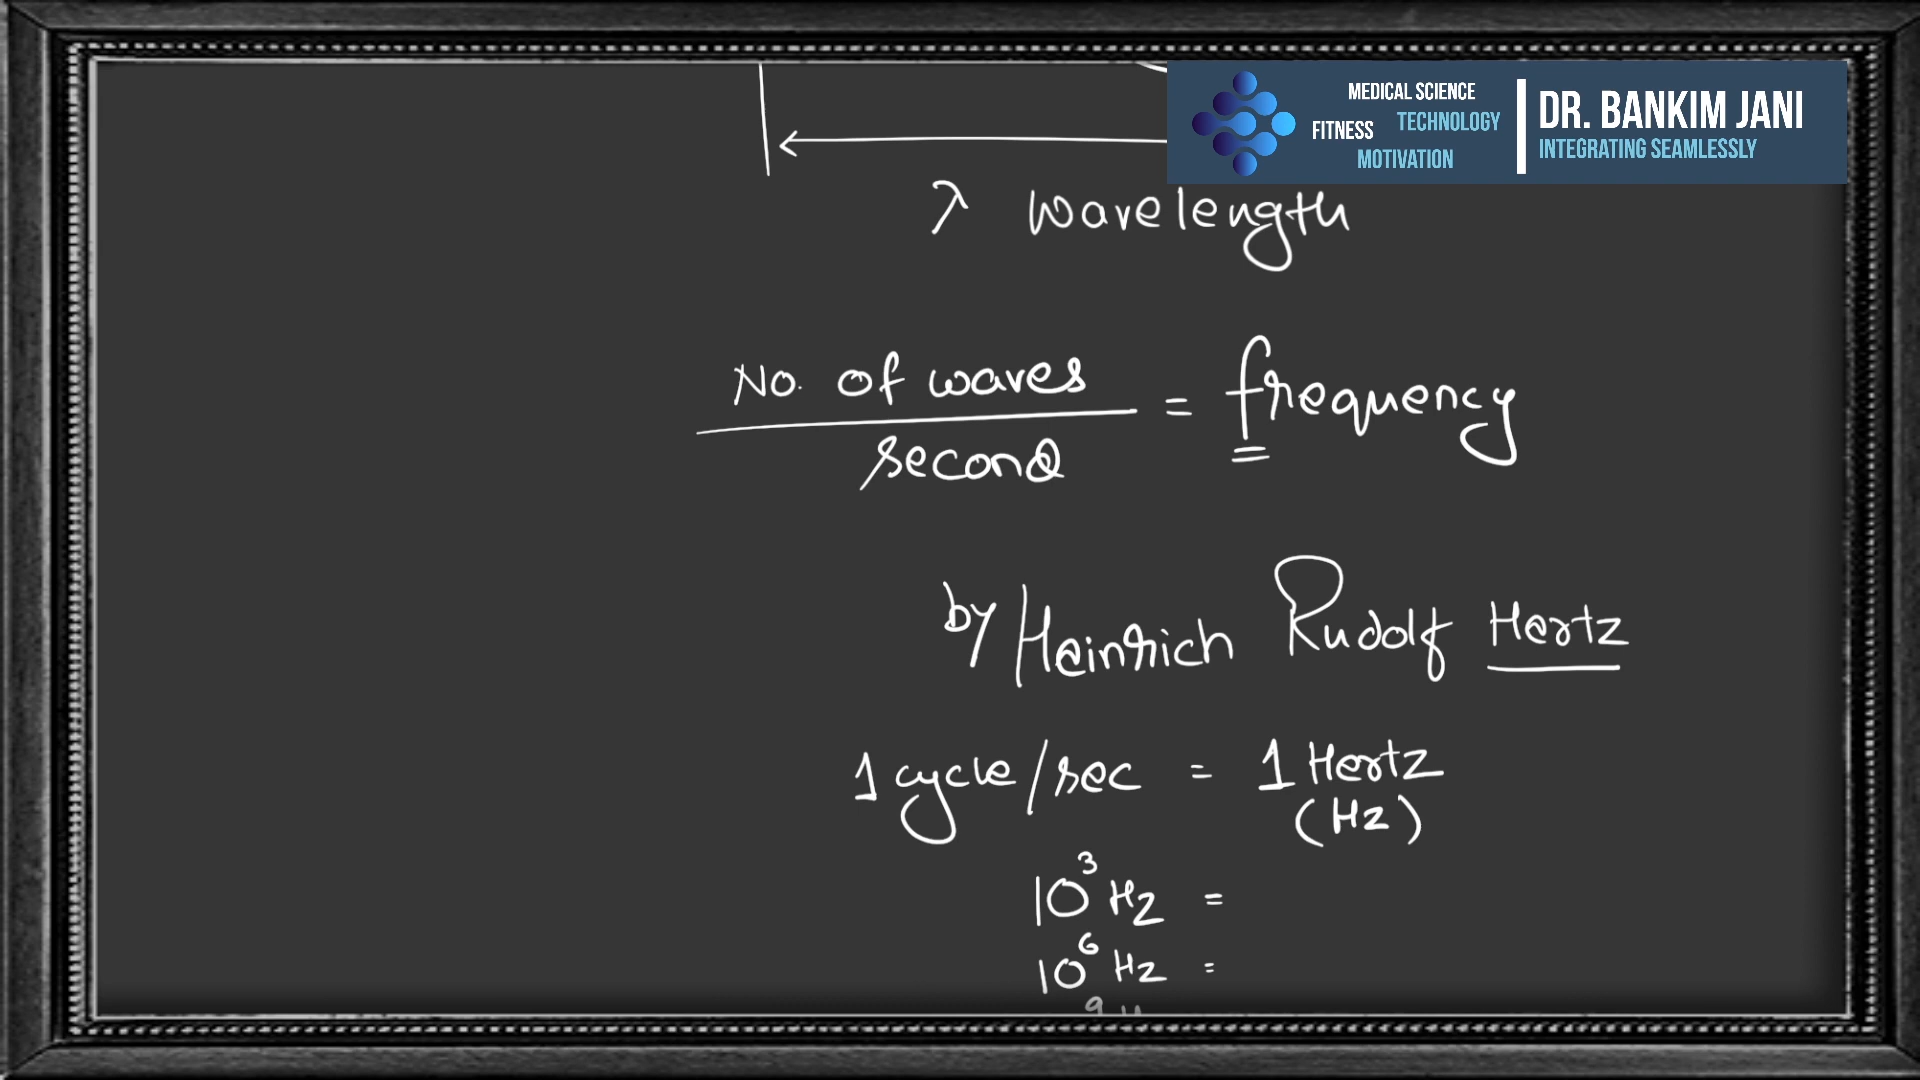 MEDICAL SCIENCE
FITNESS TECHNOLOGY
MOTIVATION
DR. BANKIM JANI
INTEGRATING SEAMLESSLY
λ wavelength
No. of waves
second
= frequency
by Heinrich Rudolf Hertz
1 cycle/sec = 1 Hertz
(Hz)
10³ Hz =
10⁶ Hz =